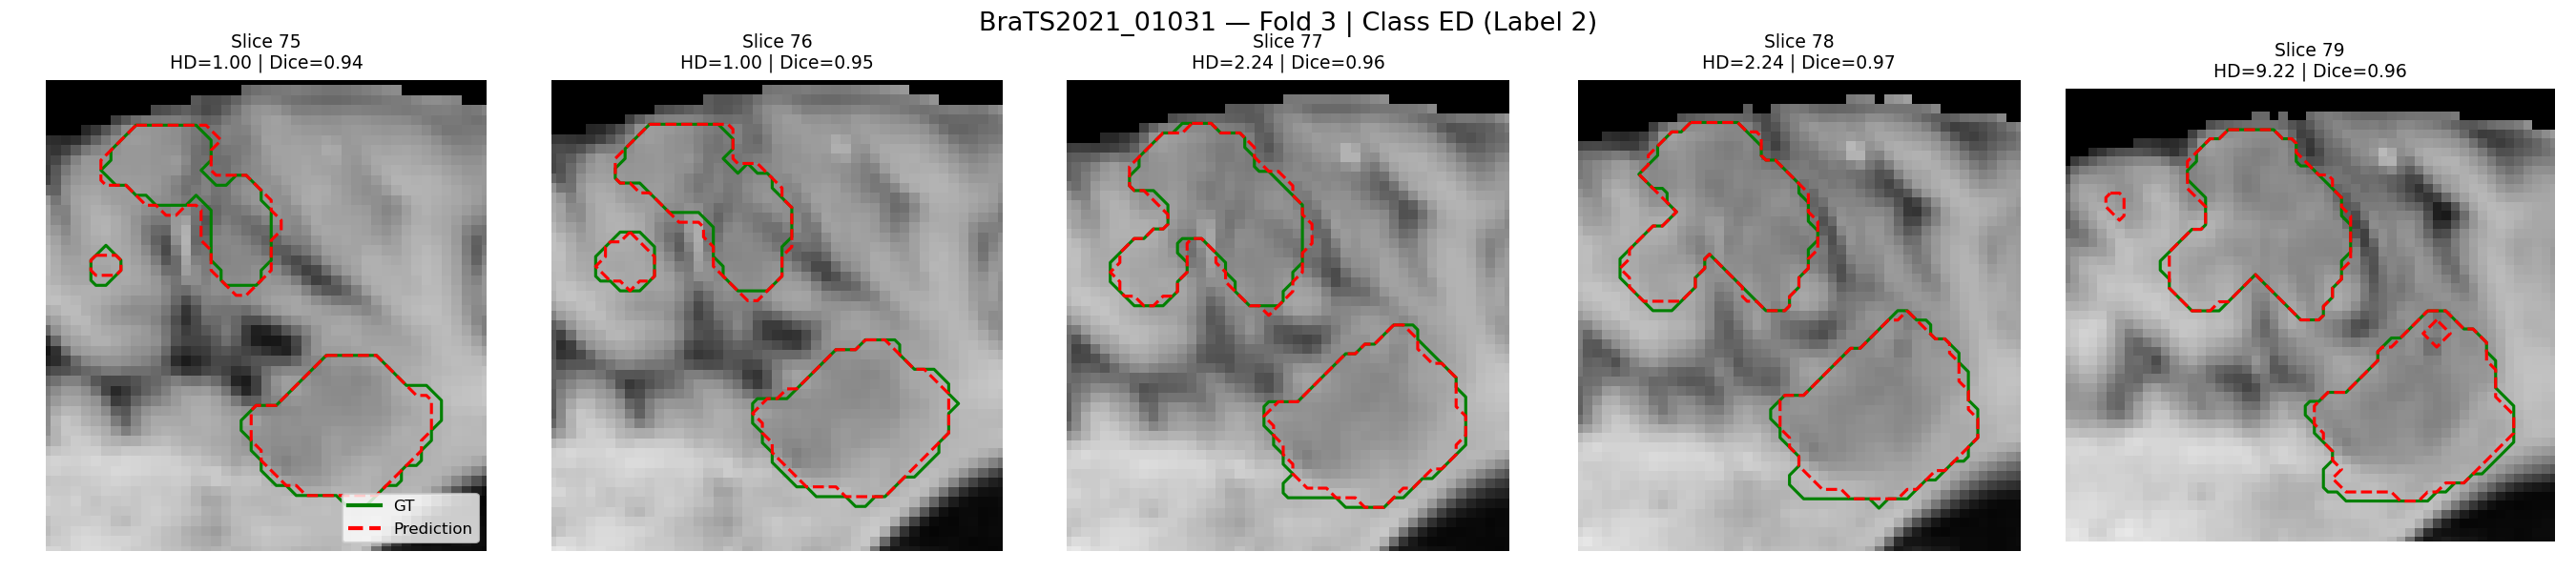 BraTS2021_01031 — Fold 3 | Class ED (Label 2)
Slice 75
HD=1.00 | Dice=0.94
Slice 76
HD=1.00 | Dice=0.95
Slice 77
HD=2.24 | Dice=0.96
Slice 78
HD=2.24 | Dice=0.97
Slice 79
HD=9.22 | Dice=0.96
GT
Prediction